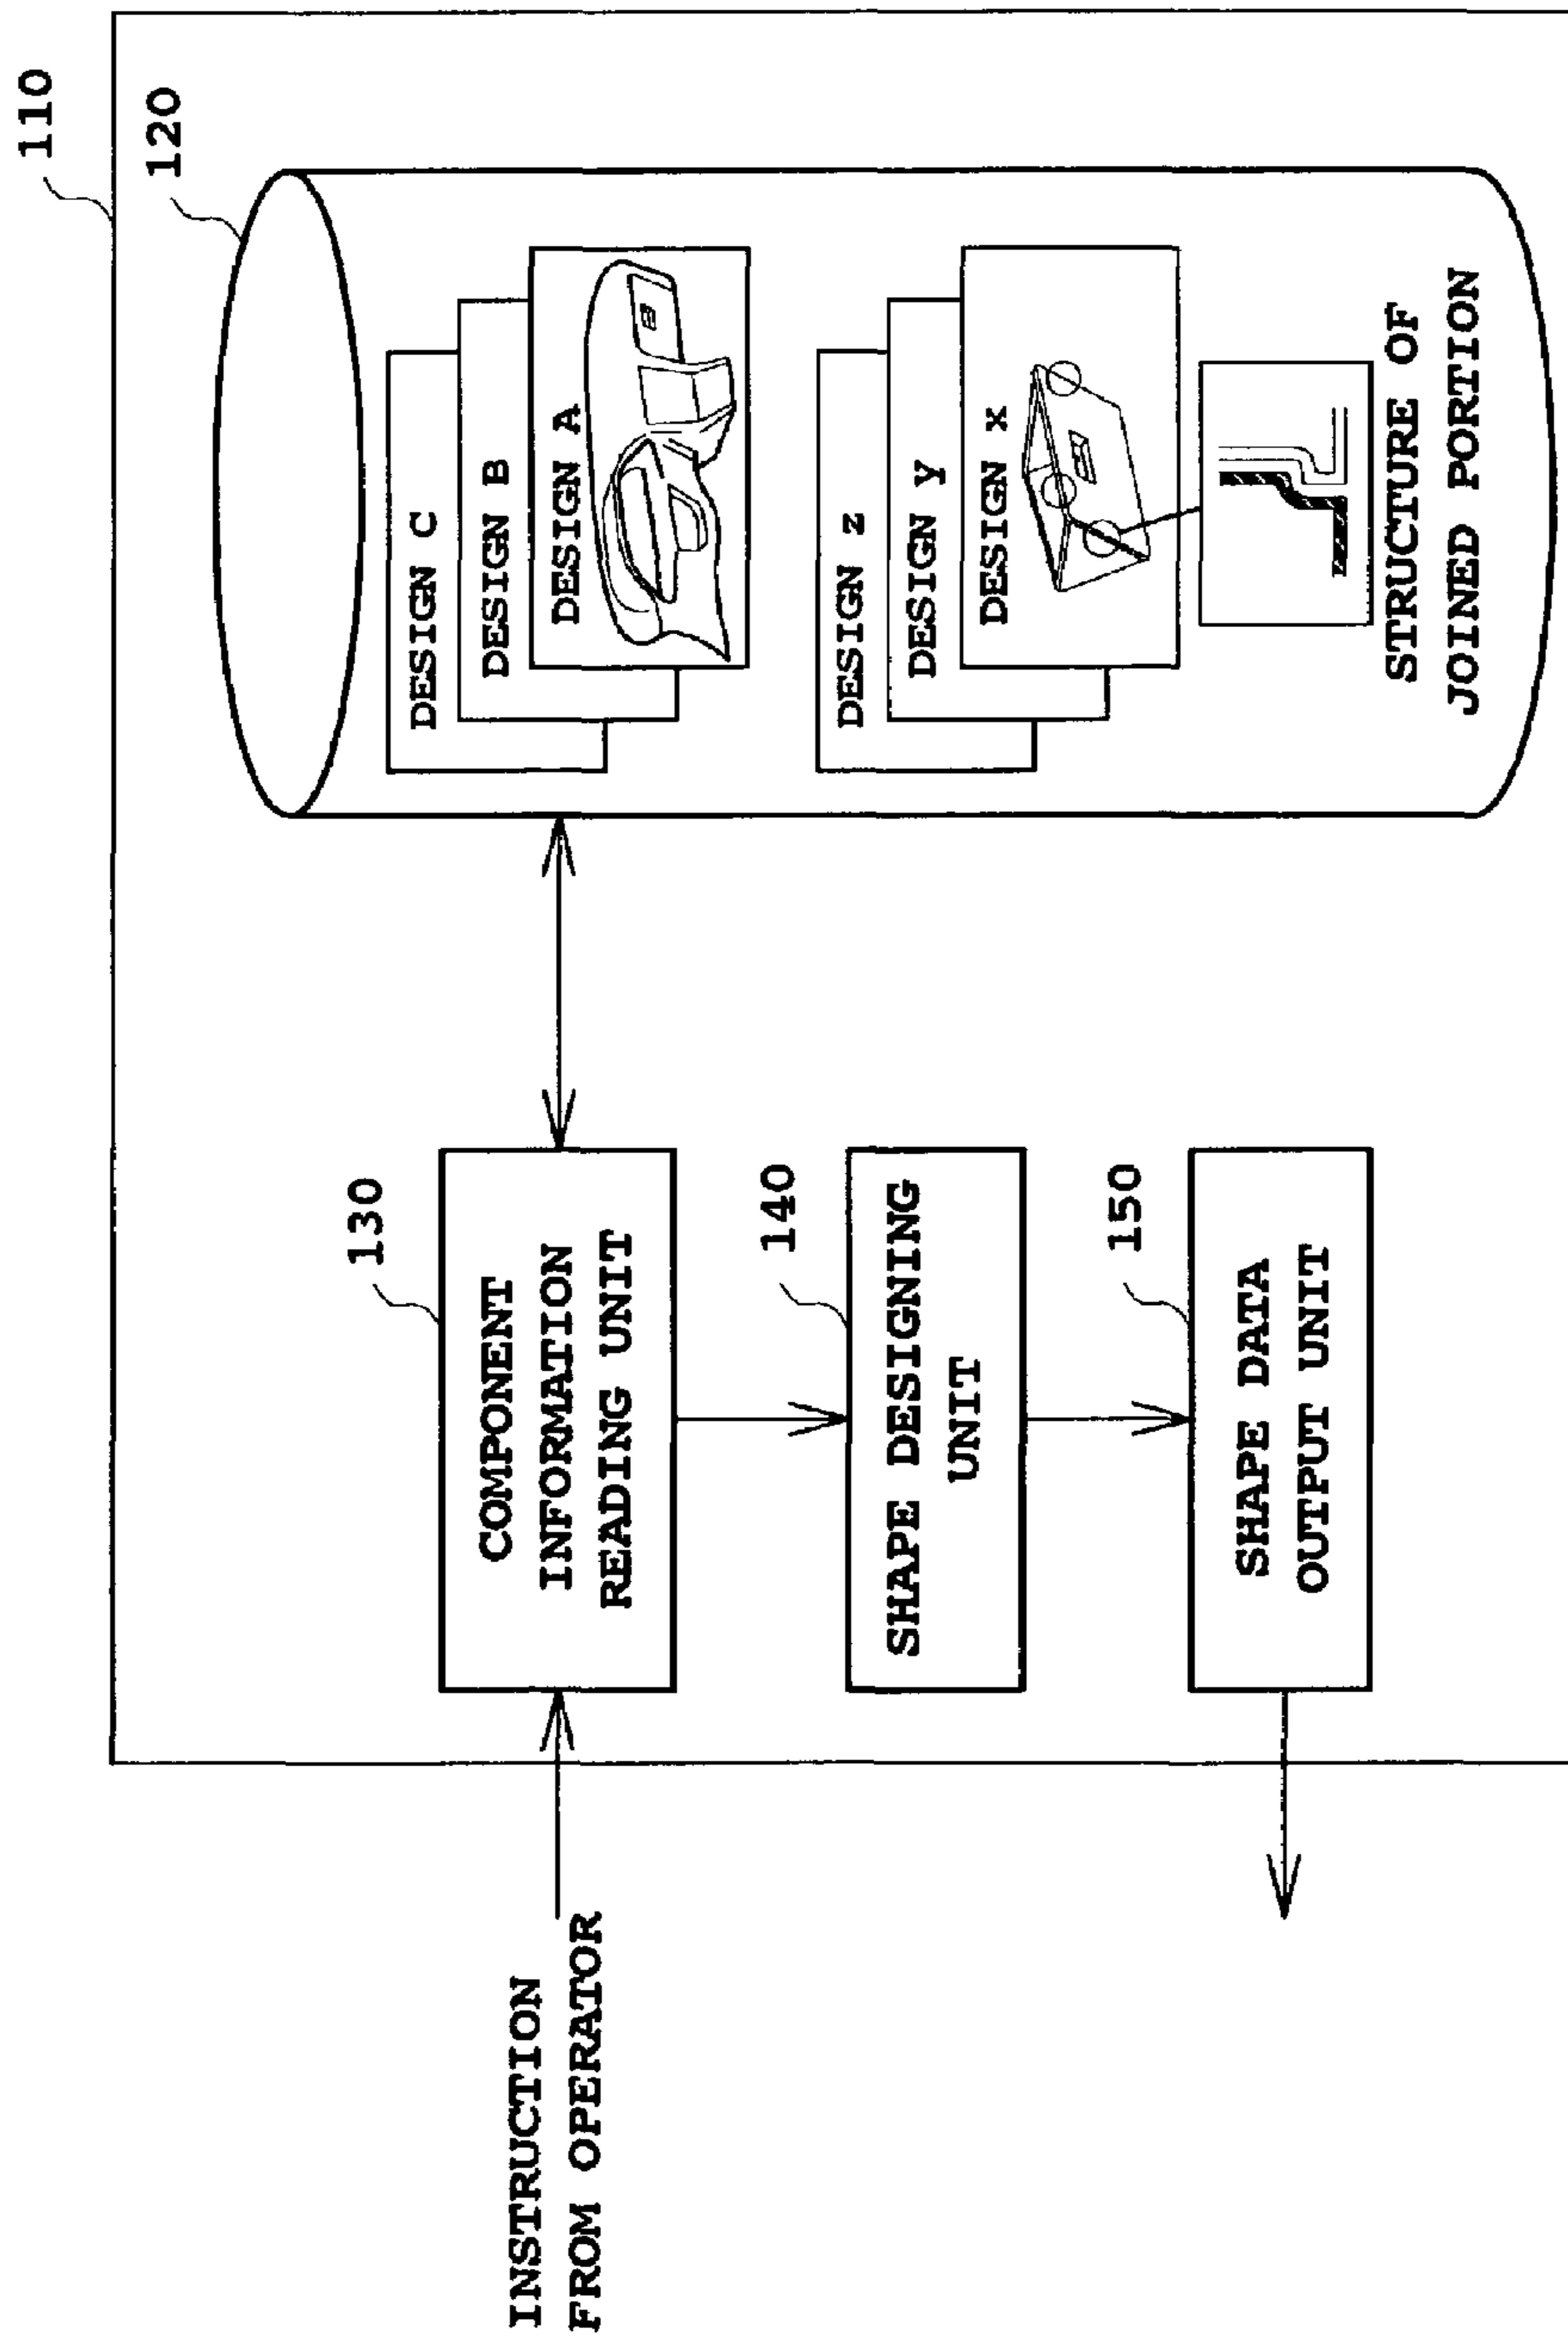 110
120
DESIGN C
DESIGN B
DESIGN A
DESIGN z
DESIGN y
DESIGN x
STRUCTURE OF
JOINED PORTION
130
COMPONENT
INFORMATION
READING UNIT
140
SHAPE DESIGNING
UNIT
150
SHAPE DATA
OUTPUT UNIT
INSTRUCTION
FROM OPERATOR